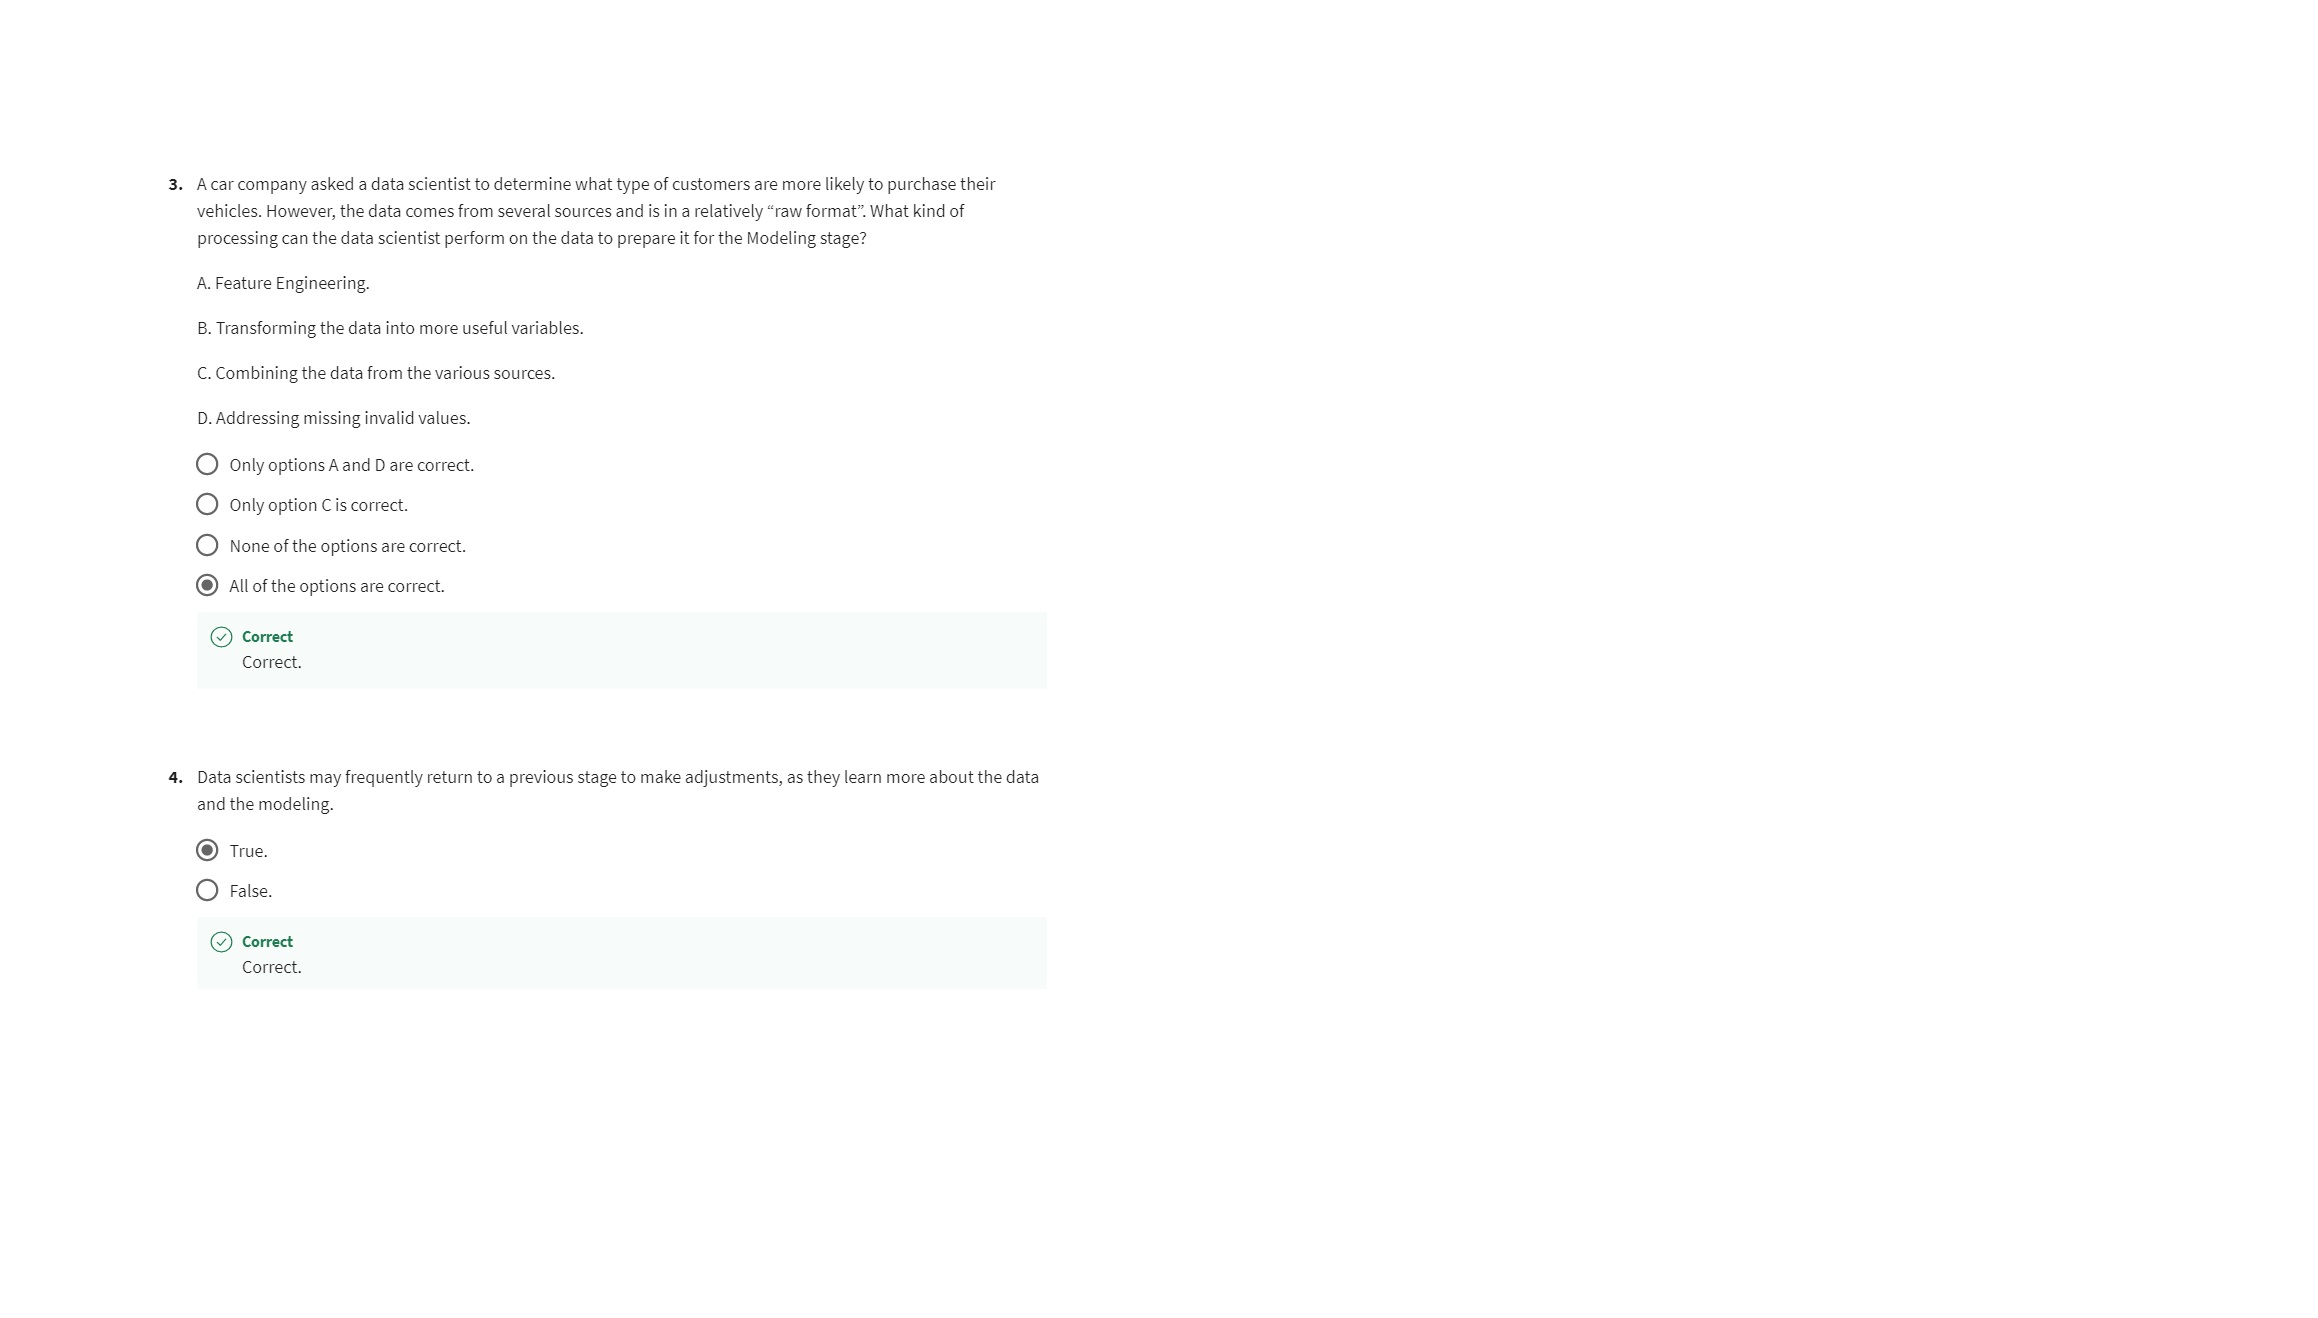 3. A car company asked a data scientist to determine what type of customers are more likely to purchase their
vehicles. However, the data comes from several sources and is in a relatively “raw format”. What kind of
processing can the data scientist perform on the data to prepare it for the Modeling stage?
A. Feature Engineering.
B. Transforming the data into more useful variables.
C. Combining the data from the various sources.
D. Addressing missing invalid values.
Only options A and D are correct.
Only option C is correct.
None of the options are correct.
All of the options are correct.
Correct
Correct.
4. Data scientists may frequently return to a previous stage to make adjustments, as they learn more about the data
and the modeling.
True.
False.
Correct
Correct.